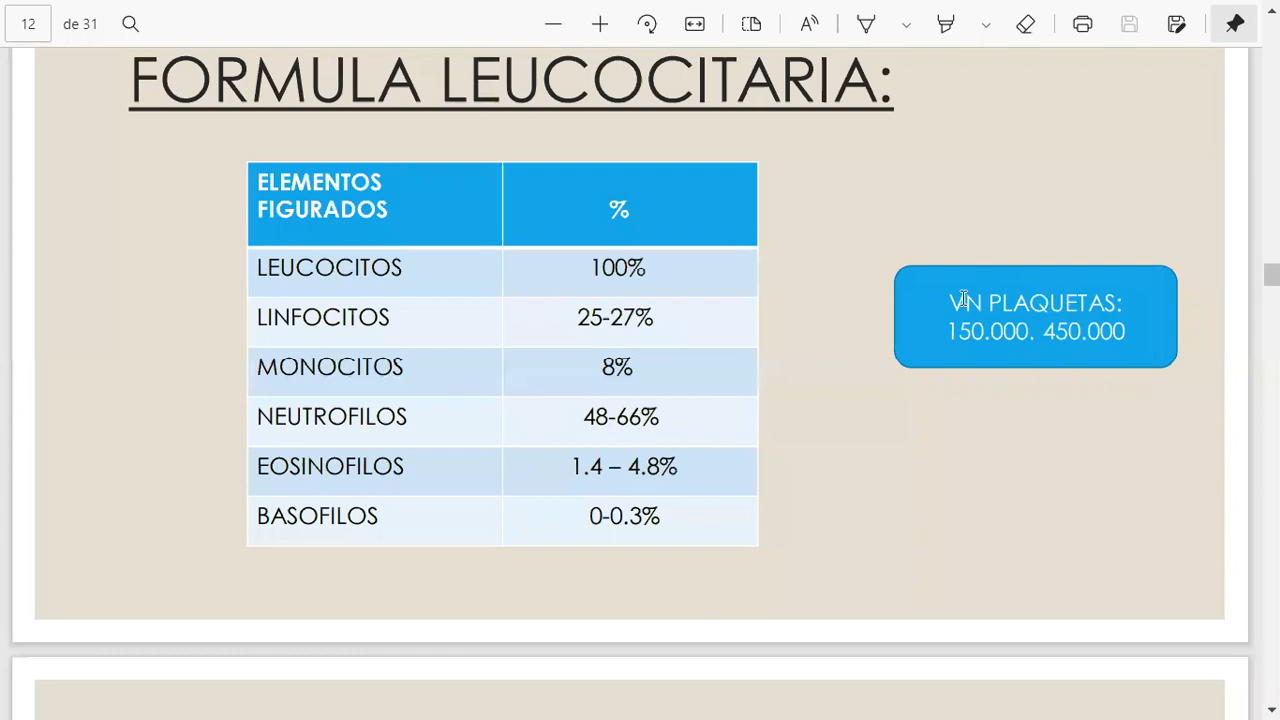 12 de 31
FORMULA LEUCOCITARIA:
ELEMENTOS
FIGURADOS %
LEUCOCITOS 100%
LINFOCITOS 25-27%
MONOCITOS 8%
NEUTROFILOS 48-66%
EOSINOFILOS 1.4 – 4.8%
BASOFILOS 0-0.3%
VN PLAQUETAS:
150.000. 450.000